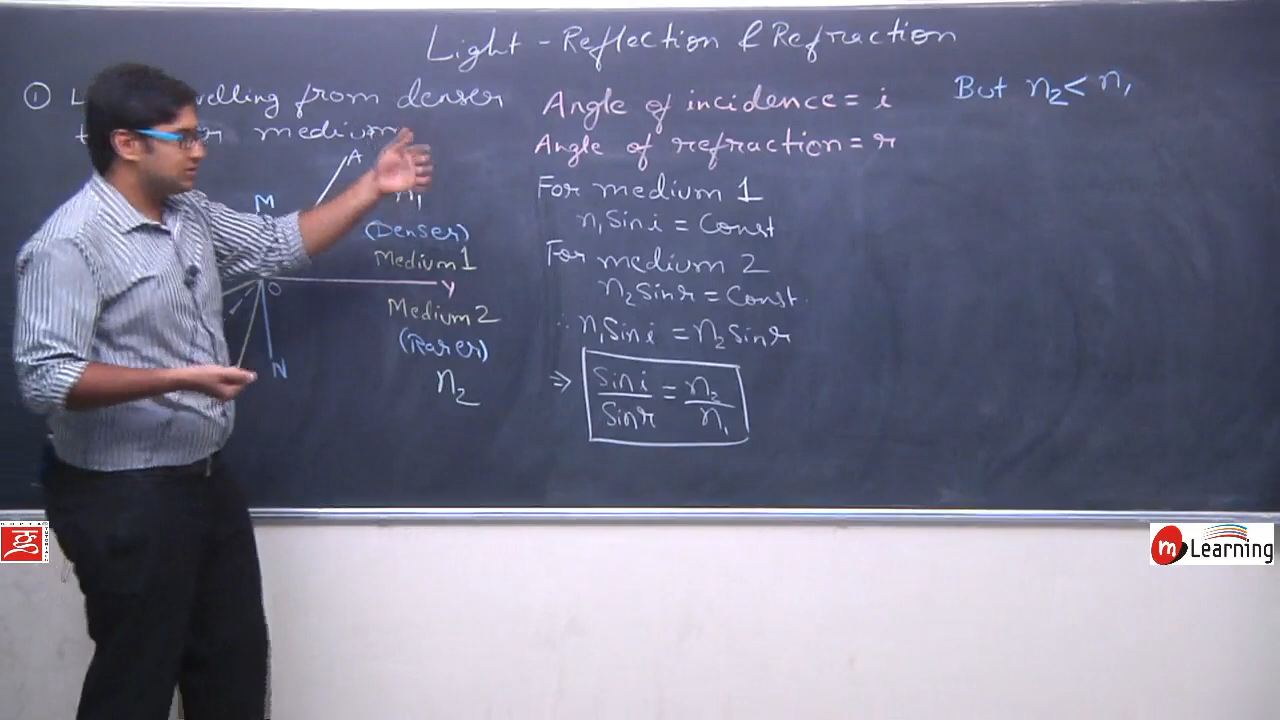 Light - Reflection & Refraction
① velling from denser
medium
A
M
n₁
(Denser)
Medium 1
O
Y
Medium 2
(Rarer)
N
n₂
Angle of incidence = i
Angle of refraction = r
For medium 1
n₁ Sin i = Const
For medium 2
n₂ Sin r = Const.
∴ n₁ Sin i = n₂ Sin r
⇒ Sin i / Sin r = n₂ / n₁
But n₂ < n₁
m Learning